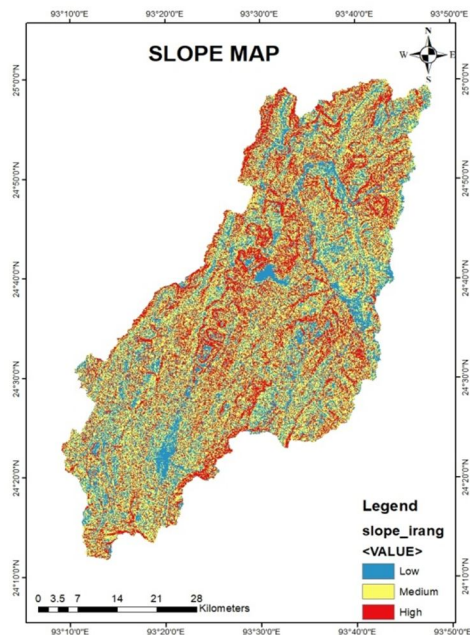 93°10'0"E 93°20'0"E 93°30'0"E 93°40'0"E 93°50'0"E
SLOPE MAP
N
W E
S
25°0'0"N 25°0'0"N
24°50'0"N 24°50'0"N
24°40'0"N 24°40'0"N
24°30'0"N 24°30'0"N
24°20'0"N 24°20'0"N
24°10'0"N 24°10'0"N
Legend
slope_irang
<VALUE>
Low
Medium
High
0 3.5 7 14 21 28
Kilometers
93°10'0"E 93°20'0"E 93°30'0"E 93°40'0"E 93°50'0"E